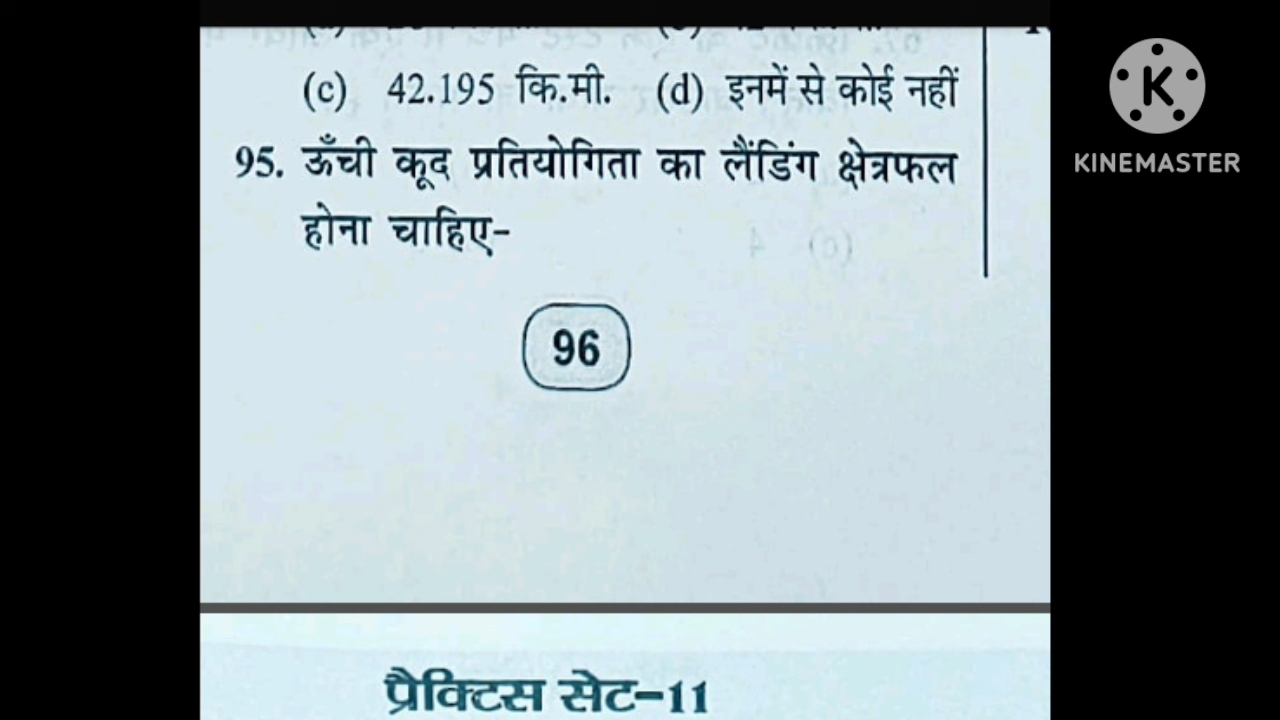 (c) 42.195 कि.मी. (d) इनमें से कोई नहीं
95. ऊँची कूद प्रतियोगिता का लैंडिंग क्षेत्रफल
होना चाहिए-
96
प्रैक्टिस सेट-11
K
KINEMASTER